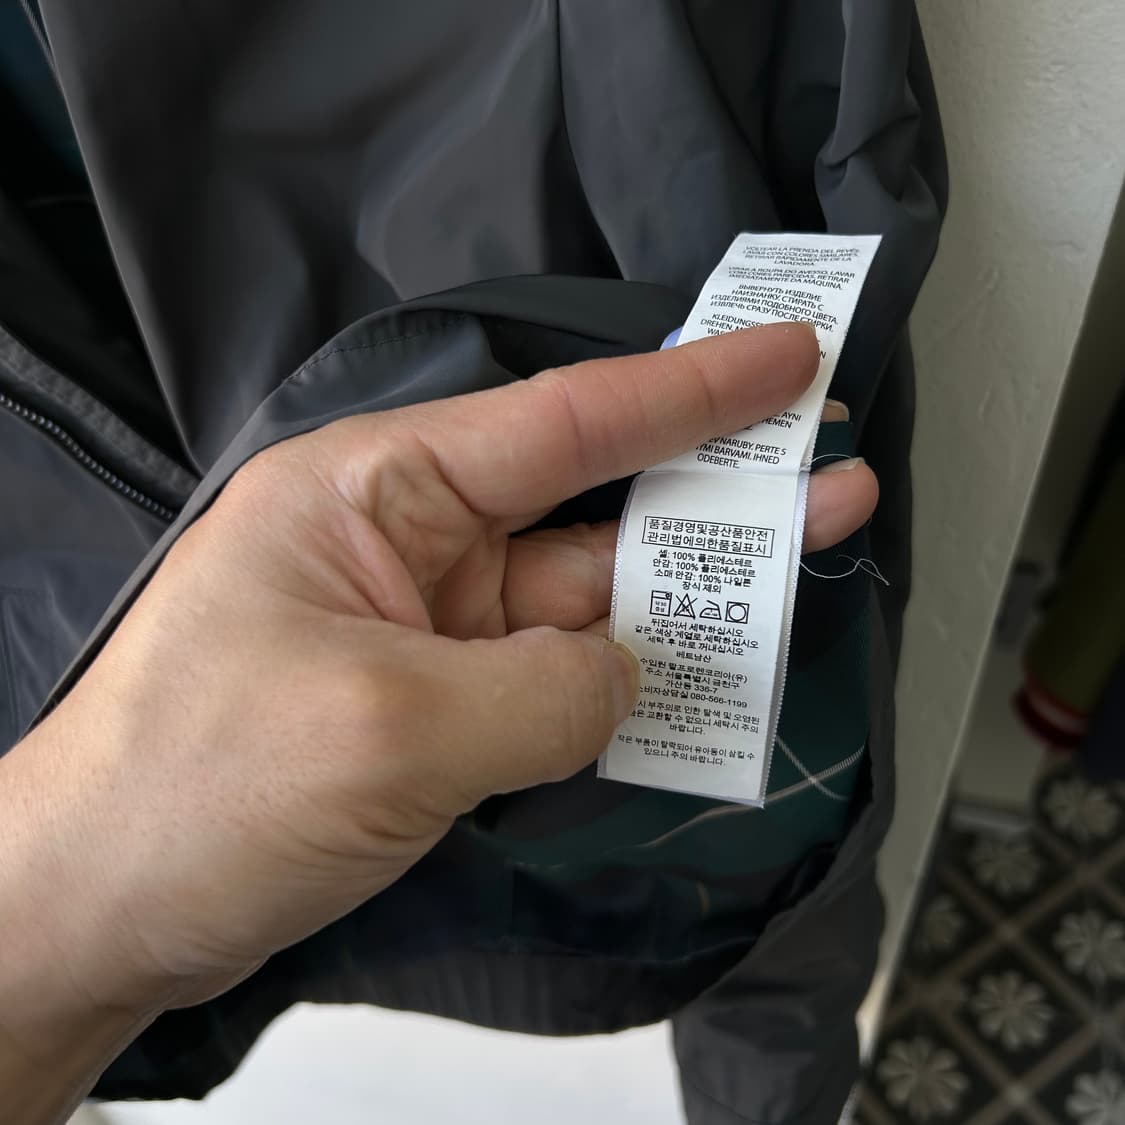 VOLTEAR LA PRENDA DEL REVÉS.
LAVAR CON COLORES SIMILARES.
RETIRAR RÁPIDAMENTE DE LA
LAVADORA.
VIRAR A ROUPA DO AVESSO. LAVAR
COM CORES PARECIDAS. RETIRAR
IMEDIATAMENTE DA MÁQUINA.
ВЫВЕРНУТЬ ИЗДЕЛИЕ
НАИЗНАНКУ. СТИРАТЬ С
ИЗДЕЛИЯМИ ПОДОБНОГО ЦВЕТА.
ИЗВЛЕЧЬ СРАЗУ ПОСЛЕ СТИРКИ.
DREHEN.
AYNI
HEMEN
NARUBY. PERTE S
BARVAMI. IHNED
ODEBERTE.
품질경영및공산품안전
관리법에의한품질표시
셸: 100% 폴리에스테르
안감: 100% 폴리에스테르
소매 안감: 100% 나일론
장식 제외
약 30
중성
뒤집어서 세탁하십시오
같은 색상 계열로 세탁하십시오
세탁 후 바로 꺼내십시오
베트남산
수입원 랄프로렌코리아(유)
주소 서울특별시 금천구
가산동 336-7
소비자상담실 080-566-1199
시 부주의로 인한 탈색 및 오염된
은 교환할 수 없으니 세탁시 주의
바랍니다.
작은 부품이 탈락되어 유아동이 삼킬 수
있으니 주의 바랍니다.